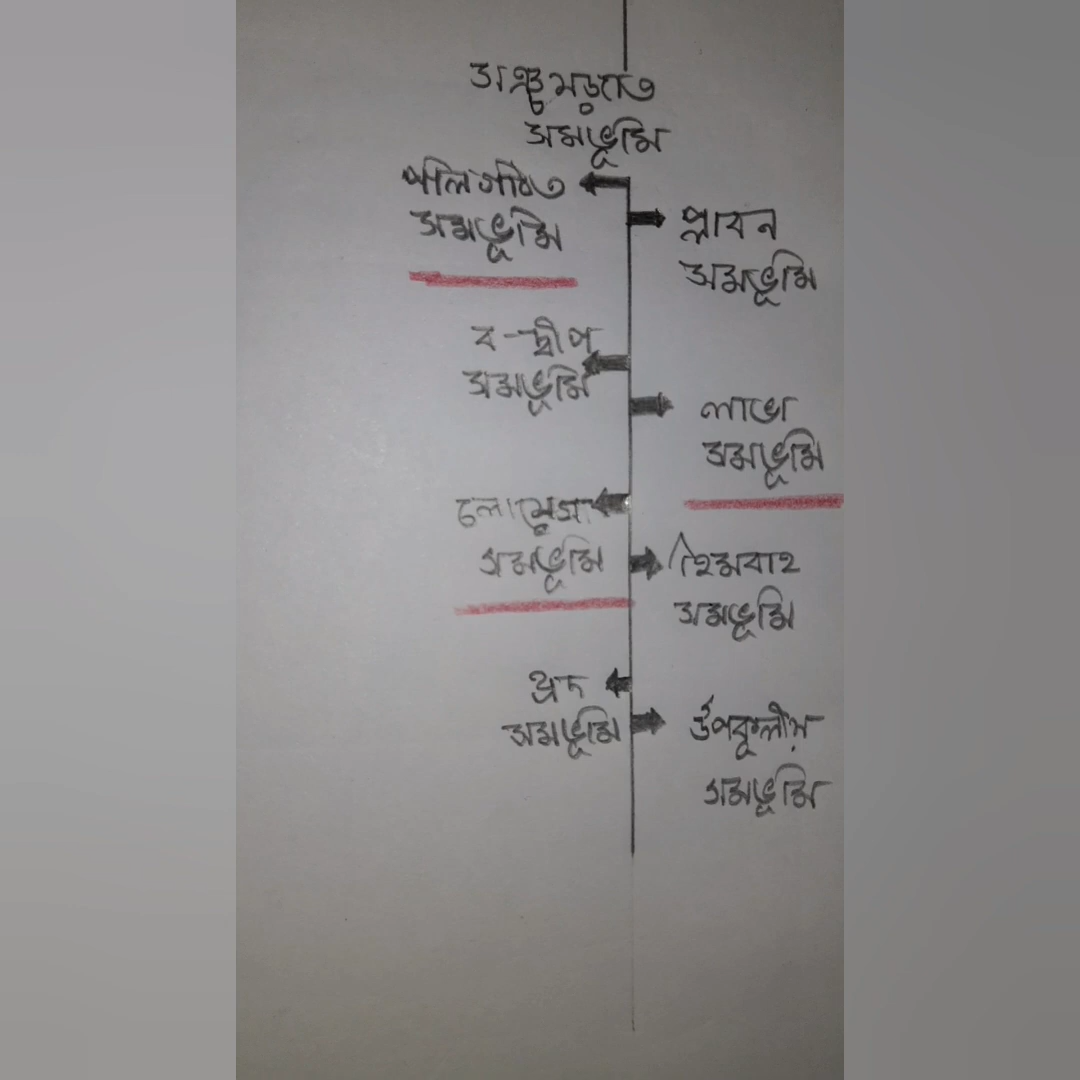 সঞ্চয়জাত
সমভূমি
পলিগঠিত
সমভূমি
প্লাবন
সমভূমি
ব-দ্বীপ
সমভূমি
লাভা
সমভূমি
লোয়েস
সমভূমি
হিমবাহ
সমভূমি
হ্রদ
সমভূমি
উপকূলীয়
সমভূমি